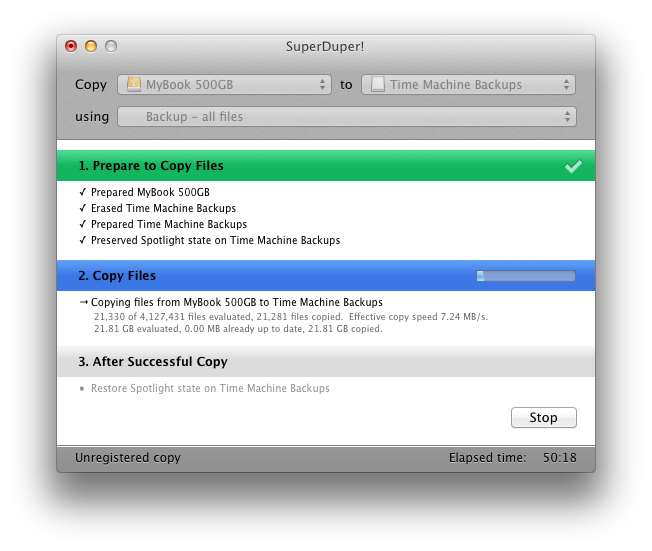 SuperDuper!
Copy MyBook 500GB to Time Machine Backups
using Backup – all files
1. Prepare to Copy Files
✓ Prepared MyBook 500GB
✓ Erased Time Machine Backups
✓ Prepared Time Machine Backups
✓ Preserved Spotlight state on Time Machine Backups
2. Copy Files
→ Copying files from MyBook 500GB to Time Machine Backups
21,330 of 4,127,431 files evaluated, 21,281 files copied. Effective copy speed 7.24 MB/s.
21.81 GB evaluated, 0.00 MB already up to date, 21.81 GB copied.
3. After Successful Copy
• Restore Spotlight state on Time Machine Backups
Stop
Unregistered copy Elapsed time: 50:18